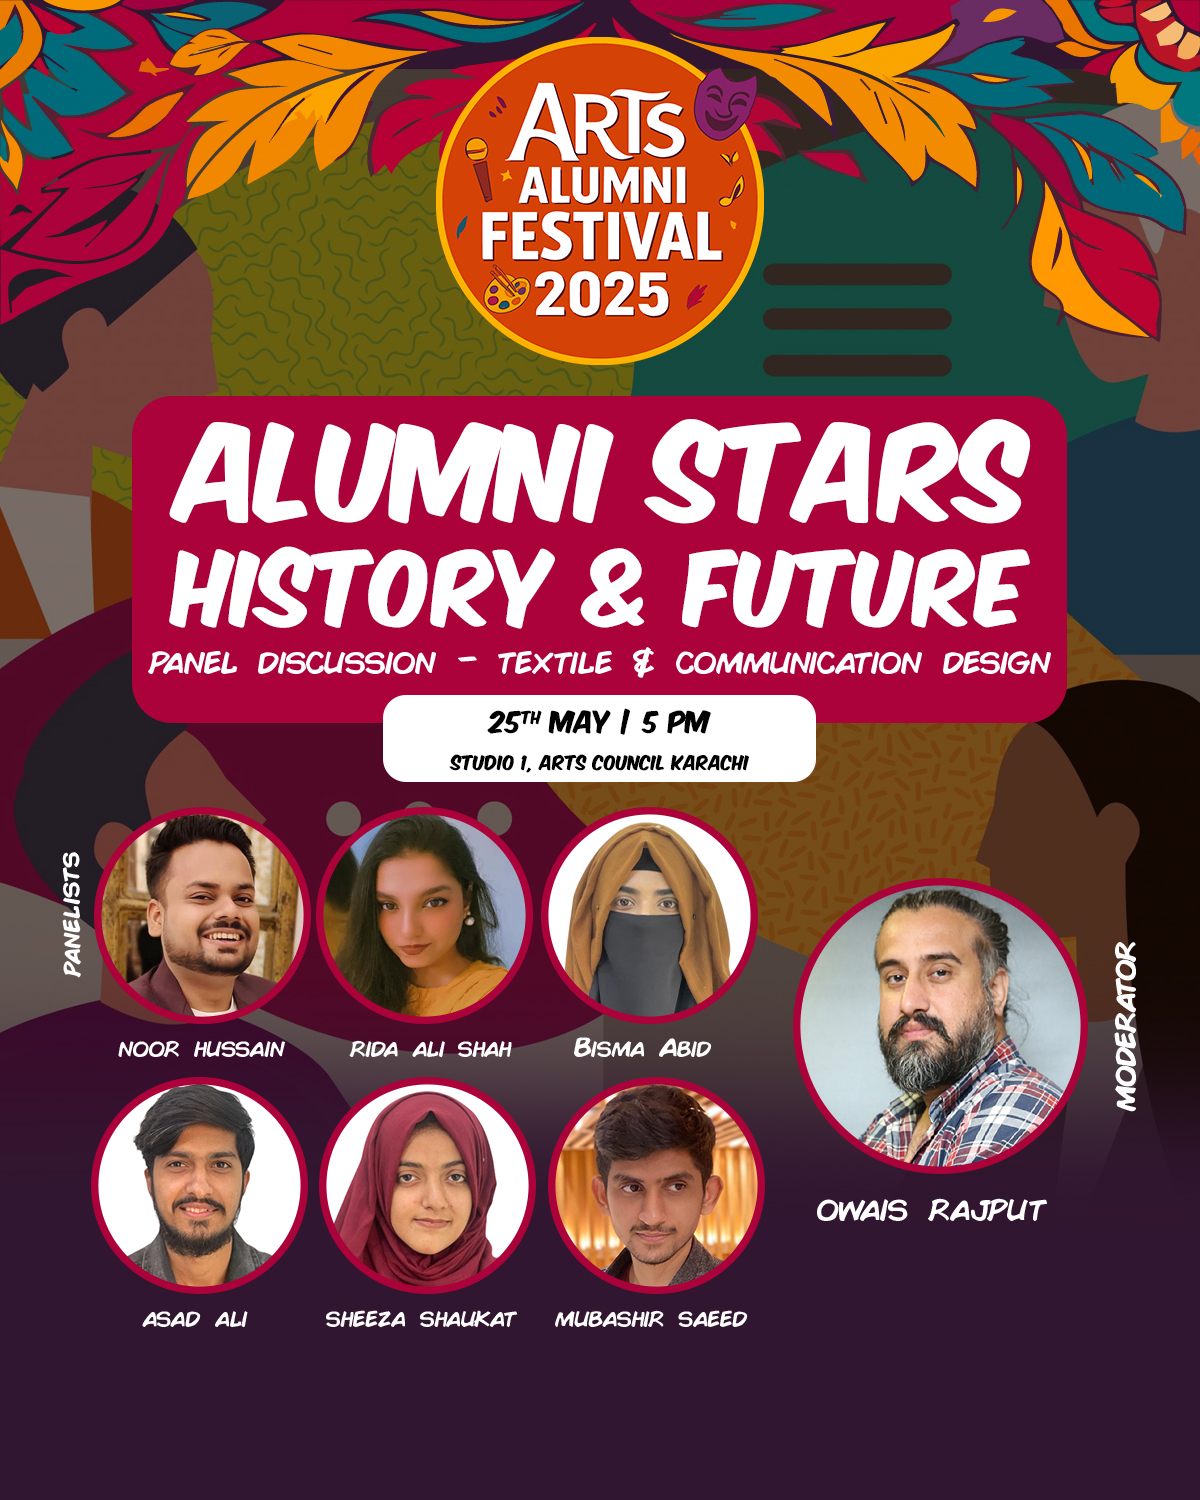 ARTS
ALUMNI
FESTIVAL
2025
ALUMNI STARS
HISTORY & FUTURE
PANEL DISCUSSION - TEXTILE & COMMUNICATION DESIGN
25TH MAY | 5 PM
STUDIO 1, ARTS COUNCIL KARACHI
PANELISTS
NOOR HUSSAIN
RIDA ALI SHAH
BISMA ABID
ASAD ALI
SHEEZA SHAUKAT
MUBASHIR SAEED
MODERATOR
OWAIS RAJPUT